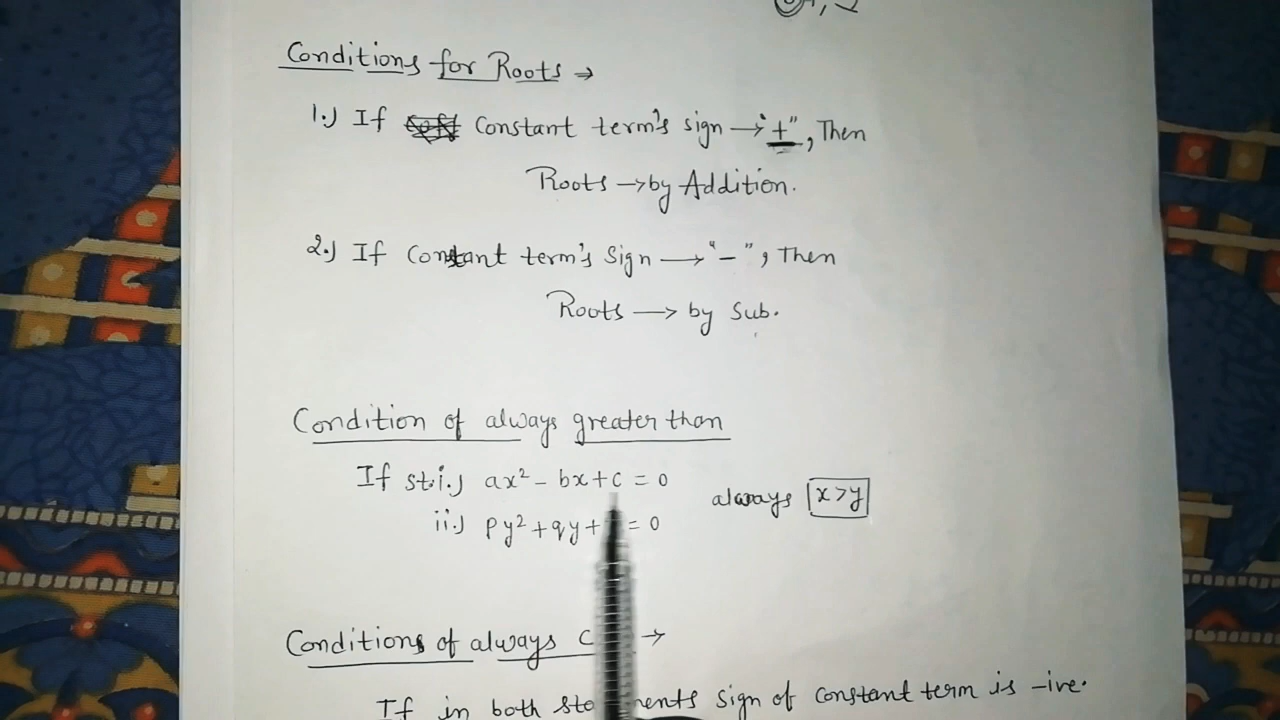 Conditions for Roots →
1.) If Constant term's sign → "+", Then
Roots → by Addition.
2.) If Constant term's Sign → "-", Then
Roots → by Sub.
Condition of always greater than
If st.i.) ax² - bx + c = 0
always x>y
ii.) py² + qy + = 0
Conditions of always →
If in both sign of constant term is -ive.